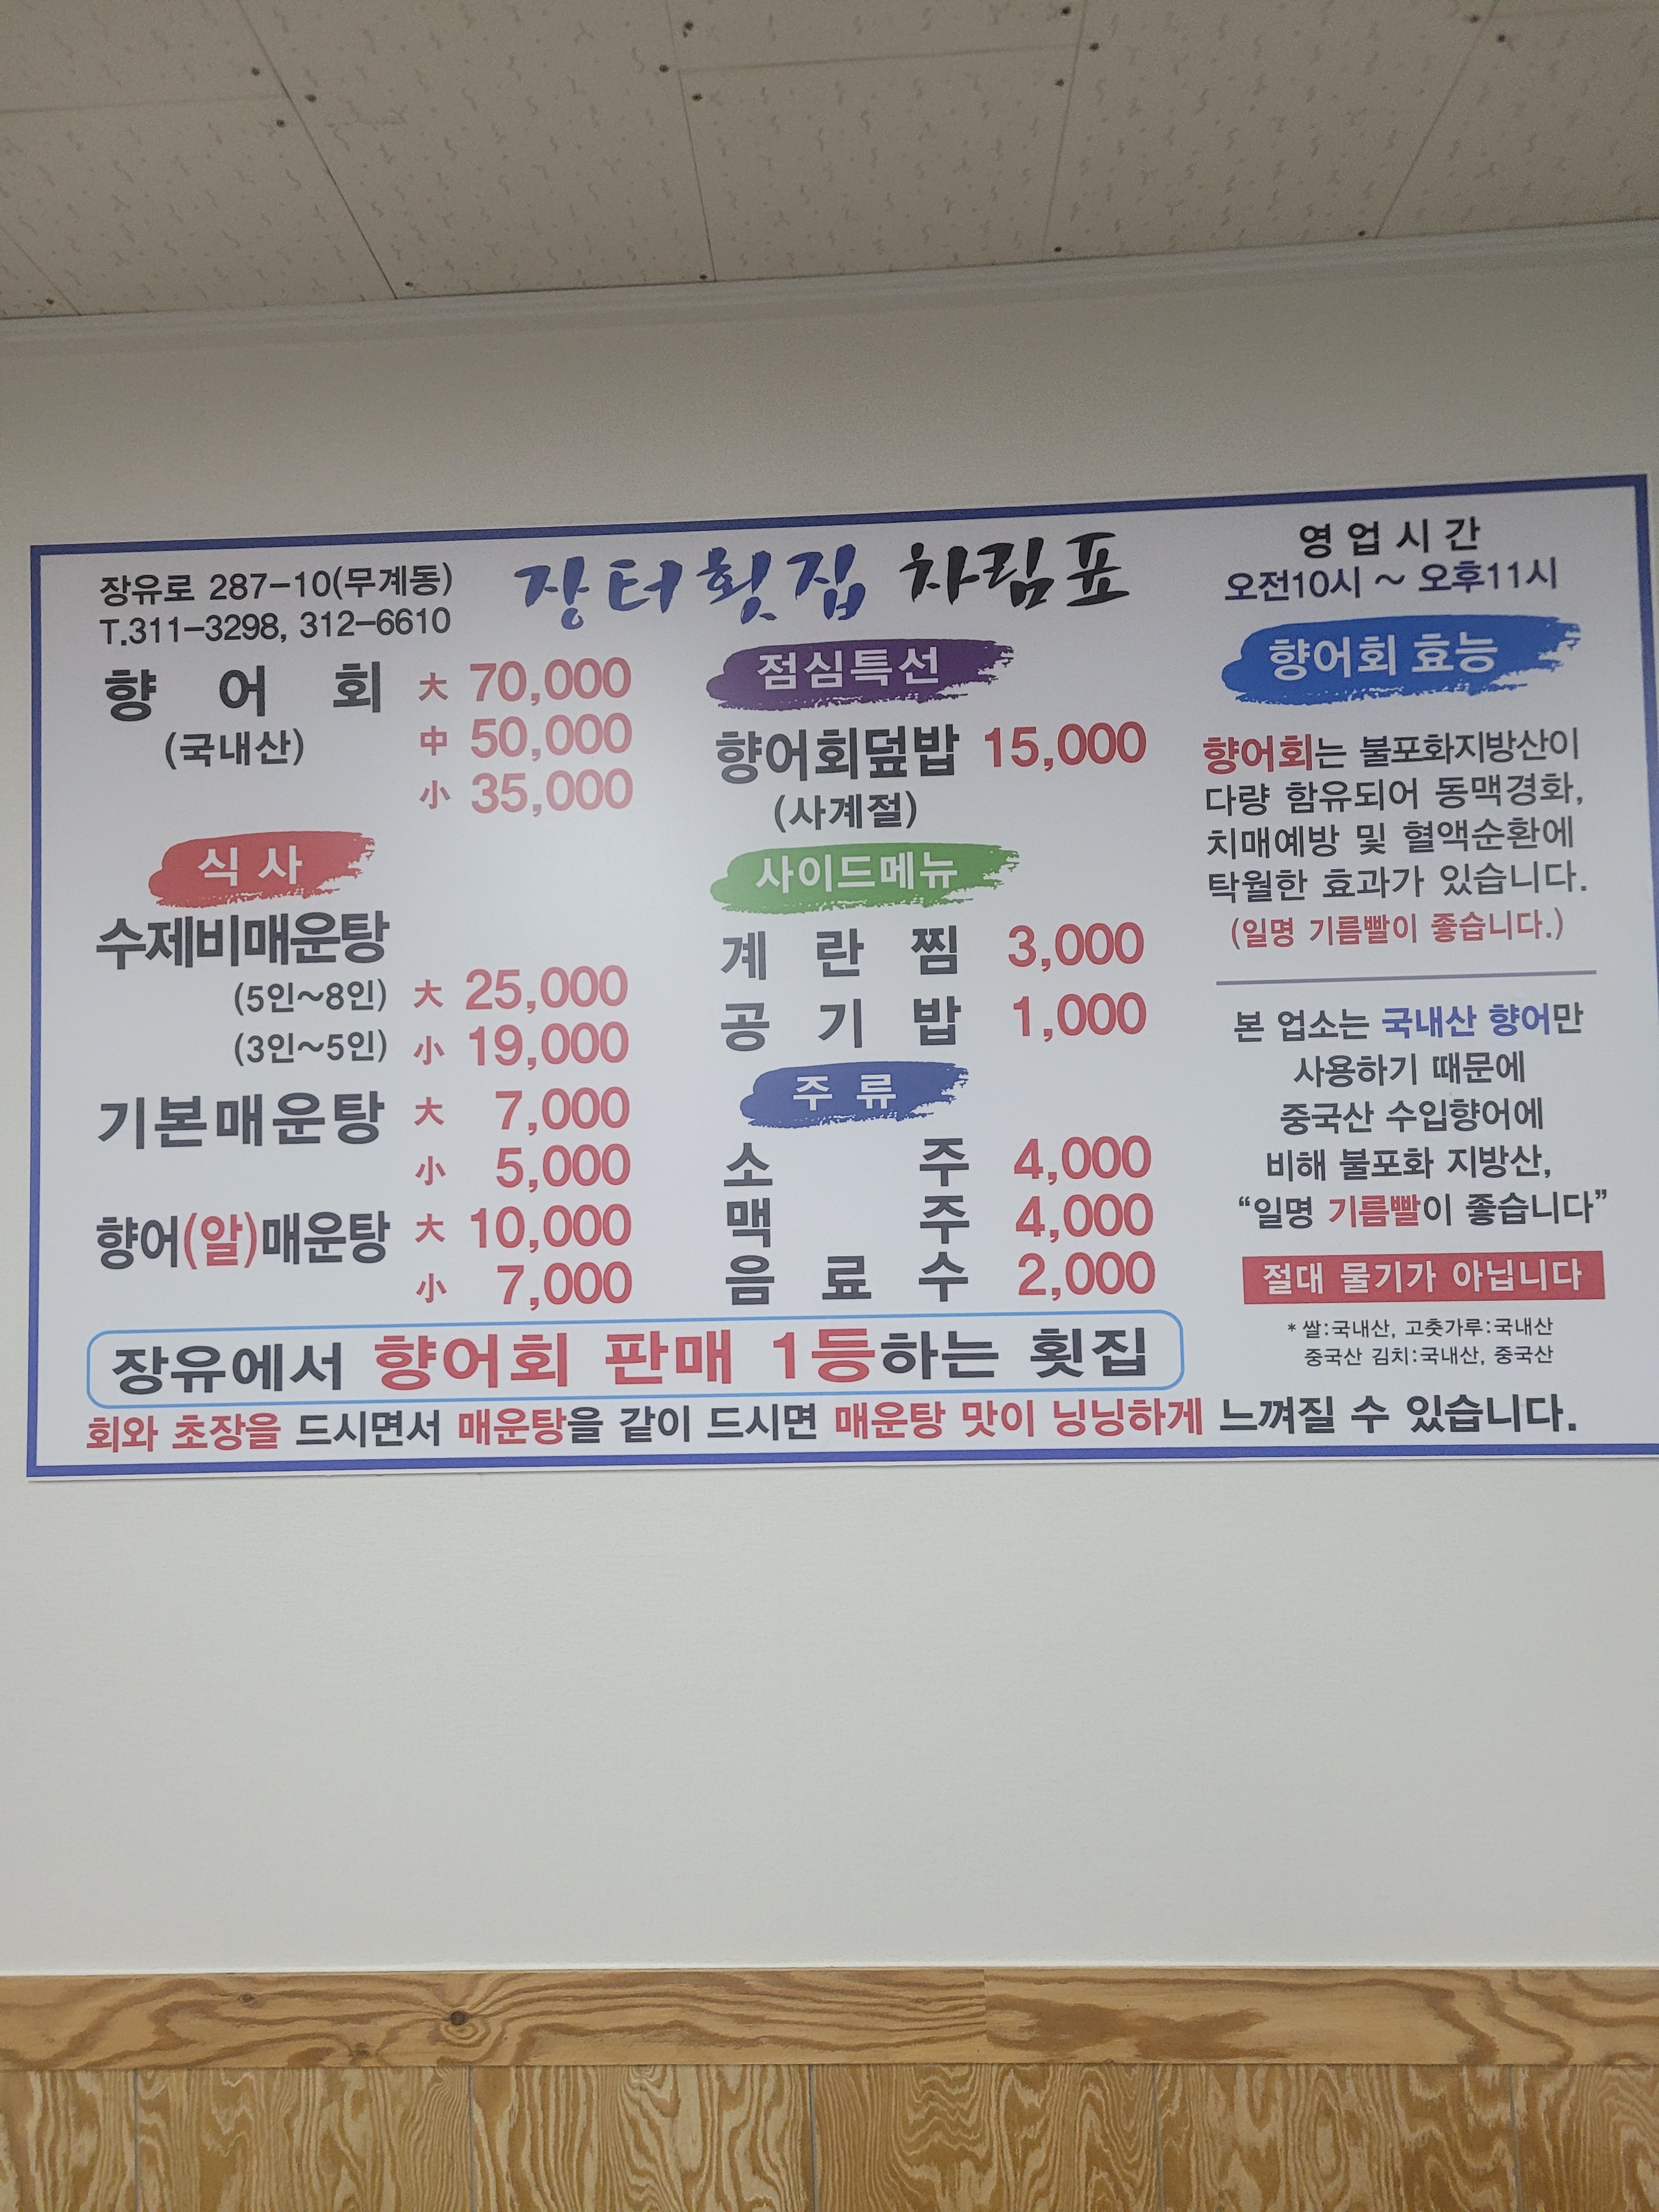 장유로 287-10(무계동)
T.311-3298, 312-6610
장터횟집 차림표
영업시간
오전10시 ~ 오후11시
향어회 大 70,000
(국내산) 中 50,000
小 35,000
식사
수제비매운탕
(5인~8인) 大 25,000
(3인~5인) 小 19,000
기본매운탕 大 7,000
小 5,000
향어(알)매운탕 大 10,000
小 7,000
점심특선
향어회덮밥 15,000
(사계절)
사이드메뉴
계란찜 3,000
공기밥 1,000
주류
소주 4,000
맥주 4,000
음료수 2,000
향어회 효능
향어회는 불포화지방산이
다량 함유되어 동맥경화,
치매예방 및 혈액순환에
탁월한 효과가 있습니다.
(일명 기름빨이 좋습니다.)
본 업소는 국내산 향어만
사용하기 때문에
중국산 수입향어에
비해 불포화 지방산,
“일명 기름빨이 좋습니다”
절대 물기가 아닙니다
* 쌀:국내산, 고춧가루:국내산
중국산 김치:국내산, 중국산
장유에서 향어회 판매 1등하는 횟집
회와 초장을 드시면서 매운탕을 같이 드시면 매운탕 맛이 닝닝하게 느껴질 수 있습니다.